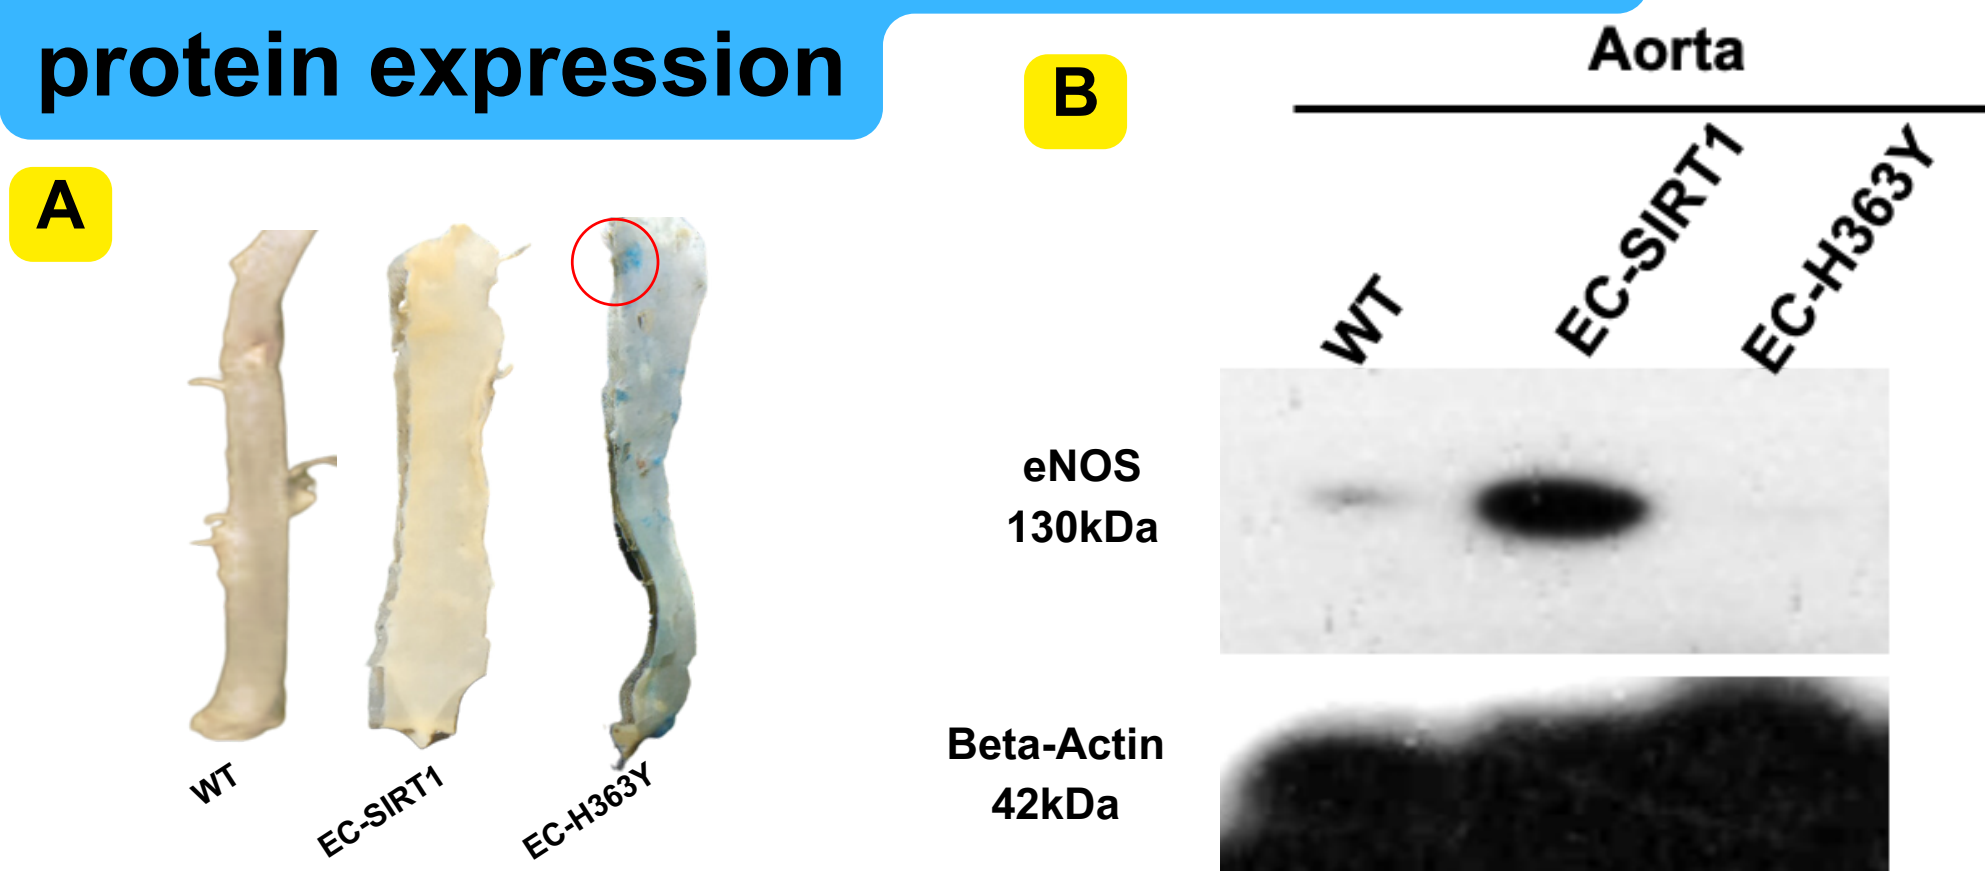 protein expression
A
WT
EC-SIRT1
EC-H363Y
B
Aorta
WT
EC-SIRT1
EC-H363Y
eNOS
130kDa
Beta-Actin
42kDa